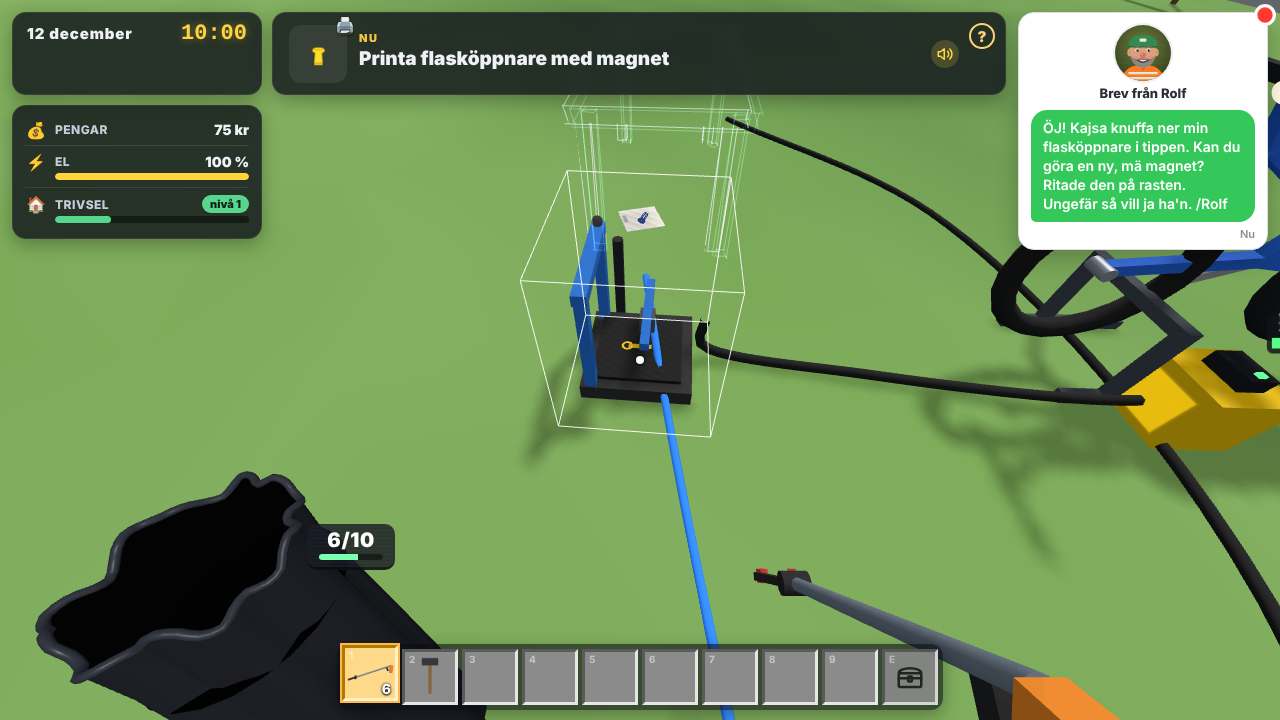 12 december
10:00
NU
Printa flasköppnare med magnet
?
PENGAR
75 kr
EL
100 %
TRIVSEL
nivå 1
Brev från Rolf
ÖJ! Kajsa knuffa ner min
flasköppnare i tippen. Kan du
göra en ny, mä magnet?
Ritade den på rasten.
Ungefär så vill ja ha'n. /Rolf
Nu
6/10
6
2
3
4
5
6
7
8
9
E